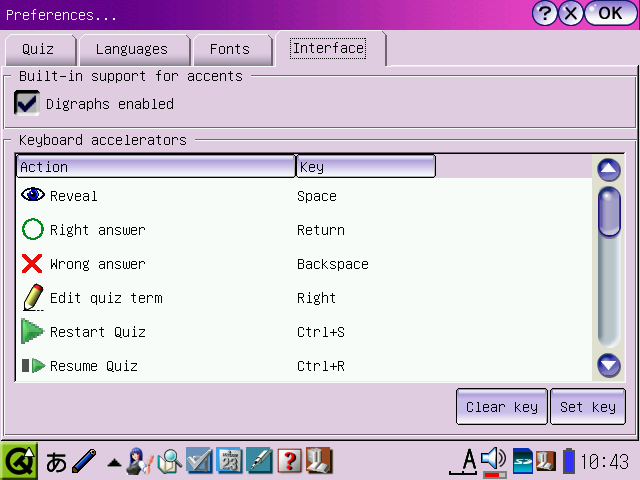 Preferences...
? X OK
Quiz Languages Fonts Interface
Built-in support for accents
Digraphs enabled
Keyboard accelerators
Action Key
Reveal Space
Right answer Return
Wrong answer Backspace
Edit quiz term Right
Restart Quiz Ctrl+S
Resume Quiz Ctrl+R
Clear key Set key
あ 23 ? A 10:43